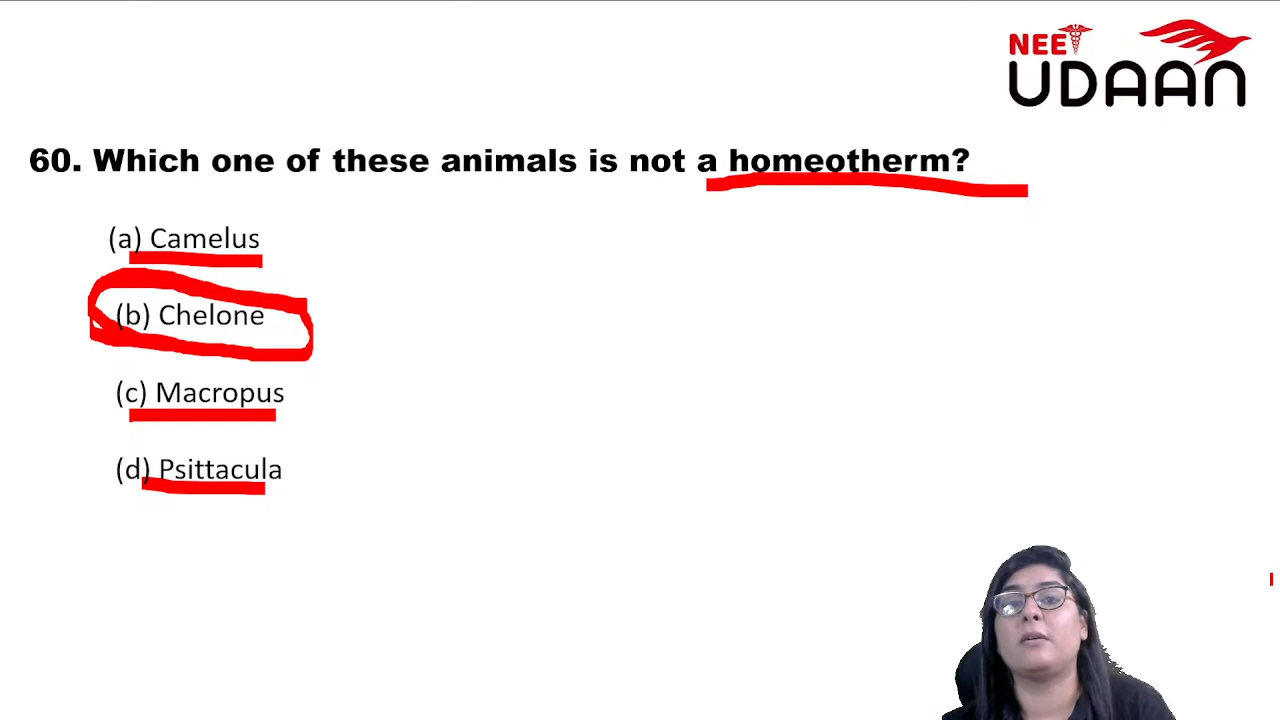 NEET
UDAAN
60. Which one of these animals is not a homeotherm?
(a) Camelus
(b) Chelone
(c) Macropus
(d) Psittacula